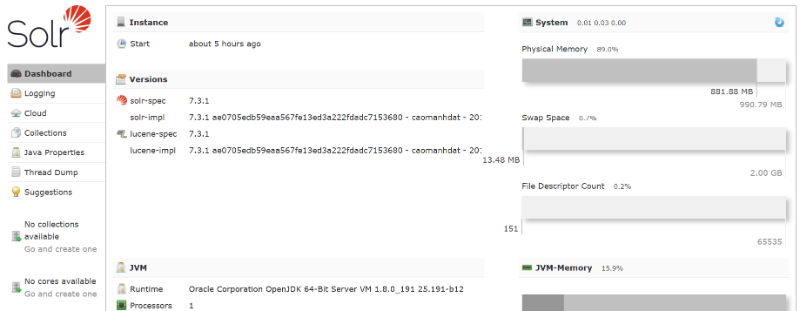 Solr
Dashboard
Logging
Cloud
Collections
Java Properties
Thread Dump
Suggestions
No collections
available
Go and create one
No cores available
Go and create one
Instance
Start about 5 hours ago
Versions
solr-spec 7.3.1
solr-impl 7.3.1 ae0705edb59eaa567fe13ed3a222fdadc7153680 - caomanhdat - 20:
lucene-spec 7.3.1
lucene-impl 7.3.1 ae0705edb59eaa567fe13ed3a222fdadc7153680 - caomanhdat - 20:
JVM
Runtime Oracle Corporation OpenJDK 64-Bit Server VM 1.8.0_191 25.191-b12
Processors 1
System 0.01 0.03 0.00
Physical Memory 89.0%
881.88 MB
990.79 MB
Swap Space 0.7%
13.48 MB
2.00 GB
File Descriptor Count 0.2%
151
65535
JVM-Memory 15.9%